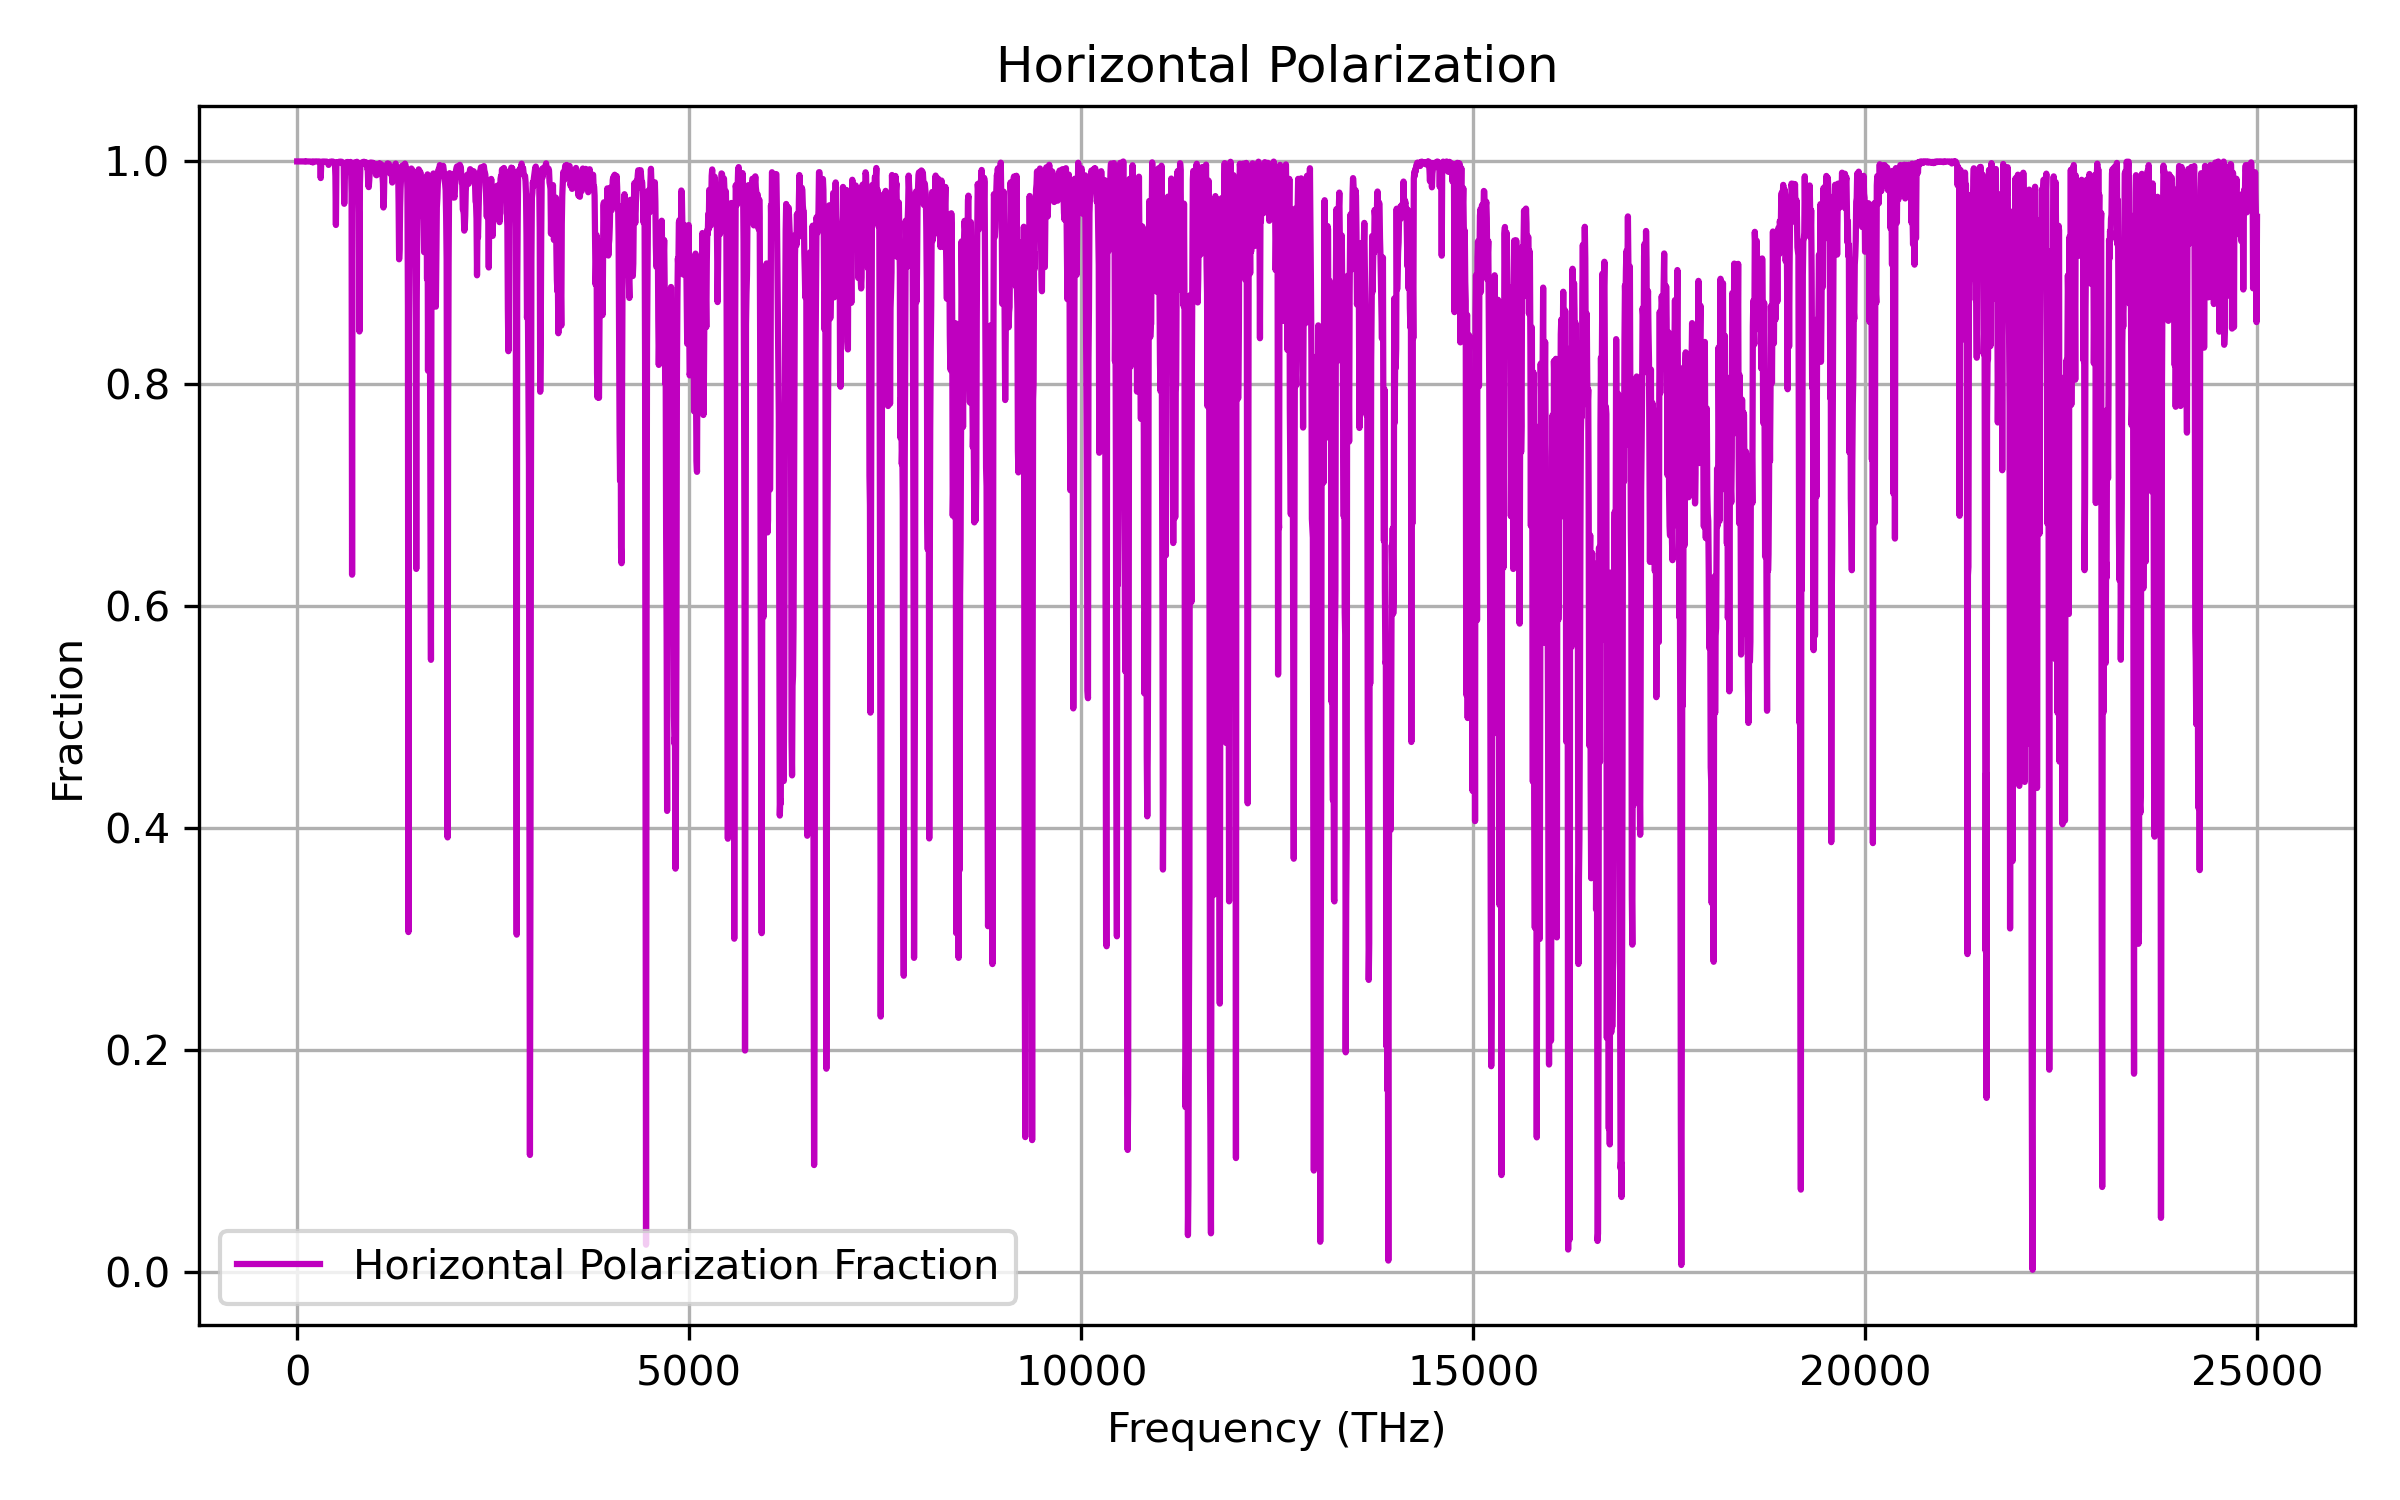 Horizontal Polarization
1.0
0.8
0.6
0.4
0.2
0.0
Fraction
Horizontal Polarization Fraction
0 5000 10000 15000 20000 25000
Frequency (THz)